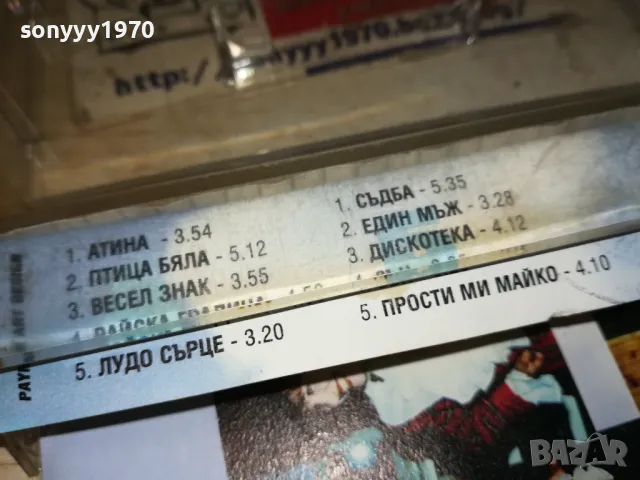 sonyyy1970
http://
yyy1970.
1. АТИНА - 3.54
2. ПТИЦА БЯЛА - 5.12
3. ВЕСЕЛ ЗНАК - 3.55
5. ЛУДО СЪРЦЕ - 3.20
1. СЪДБА - 5.35
2. ЕДИН МЪЖ - 3.28
3. ДИСКОТЕКА - 4.12
5. ПРОСТИ МИ МАЙКО - 4.10
BAZAR
bg